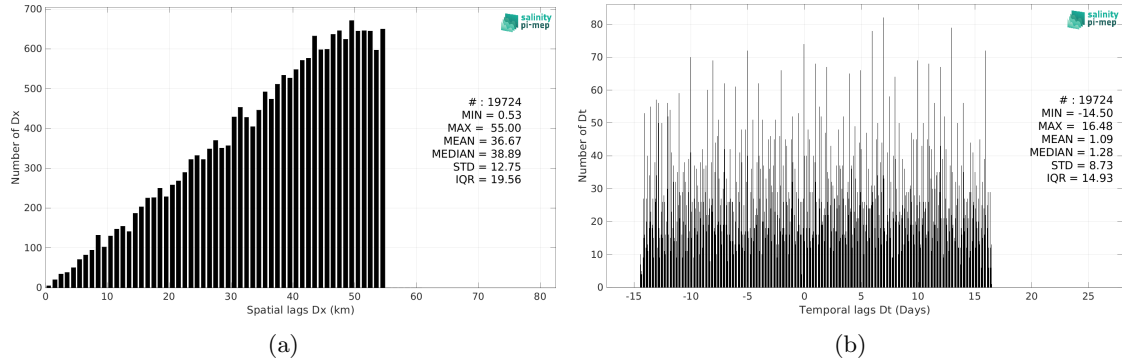 700
600
500
400
300
200
100
0
0
10
20
30
40
50
60
70
80
Number of Dx
Spatial lags Dx (km)
salinity
pi-mep
# : 19724
MIN = 0.53
MAX = 55.00
MEAN = 36.67
MEDIAN = 38.89
STD = 12.75
IQR = 19.56
(a)
80
70
60
50
40
30
20
10
0
-15
-10
-5
0
5
10
15
20
25
Number of Dt
Temporal lags Dt (Days)
salinity
pi-mep
# : 19724
MIN = -14.50
MAX = 16.48
MEAN = 1.09
MEDIAN = 1.28
STD = 8.73
IQR = 14.93
(b)